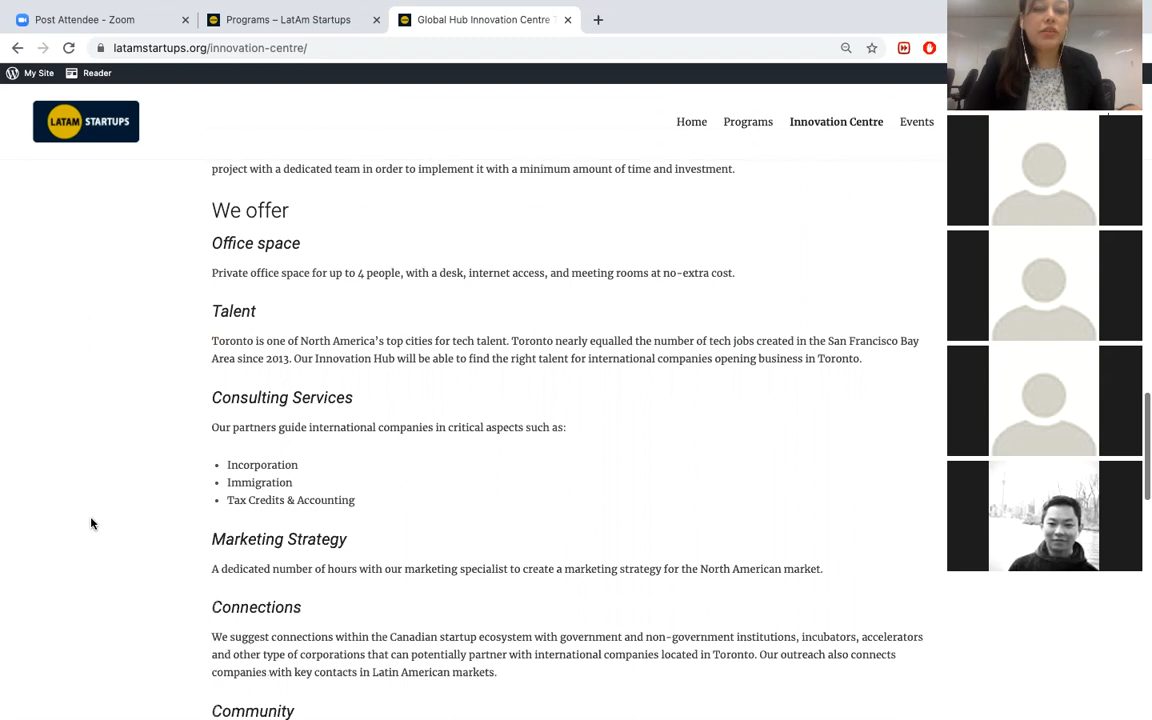 Post Attendee - Zoom
Programs – LatAm Startups
Global Hub Innovation Centre
latamstartups.org/innovation-centre/
My Site
Reader
LATAM STARTUPS
Home
Programs
Innovation Centre
Events
project with a dedicated team in order to implement it with a minimum amount of time and investment.
We offer
Office space
Private office space for up to 4 people, with a desk, internet access, and meeting rooms at no-extra cost.
Talent
Toronto is one of North America's top cities for tech talent. Toronto nearly equalled the number of tech jobs created in the San Francisco Bay
Area since 2013. Our Innovation Hub will be able to find the right talent for international companies opening business in Toronto.
Consulting Services
Our partners guide international companies in critical aspects such as:
• Incorporation
• Immigration
• Tax Credits & Accounting
Marketing Strategy
A dedicated number of hours with our marketing specialist to create a marketing strategy for the North American market.
Connections
We suggest connections within the Canadian startup ecosystem with government and non-government institutions, incubators, accelerators
and other type of corporations that can potentially partner with international companies located in Toronto. Our outreach also connects
companies with key contacts in Latin American markets.
Community